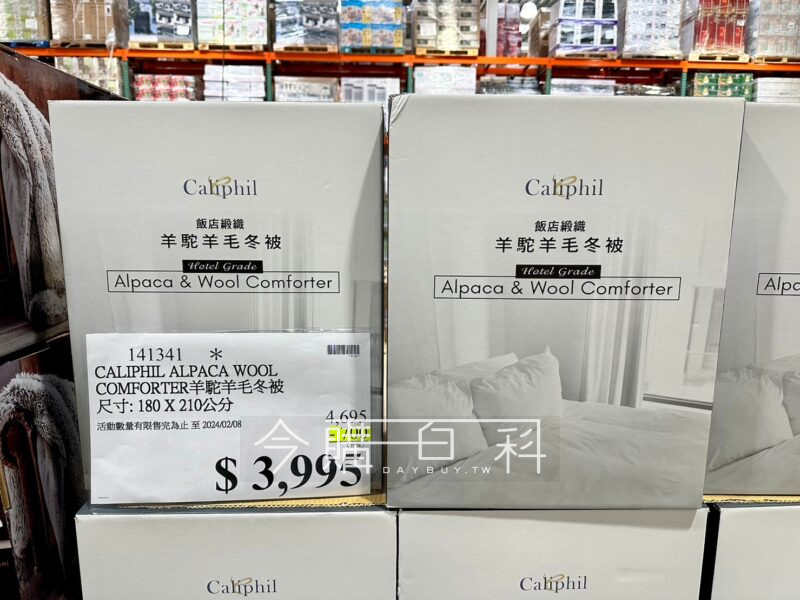 Caliphil
飯店緞織
羊駝羊毛冬被
Hotel Grade
Alpaca & Wool Comforter
Caliphil
飯店緞織
羊駝羊毛冬被
Hotel Grade
Alpaca & Wool Comforter
Alpa
141341 *
CALIPHIL ALPACA WOOL
COMFORTER羊駝羊毛冬被
尺寸: 180 X 210公分
活動數量有限售完為止 至 2024/02/08
4,695
700
$ 3,995
今購百科
DAYBUY.TW
Caliphil
Caliphil